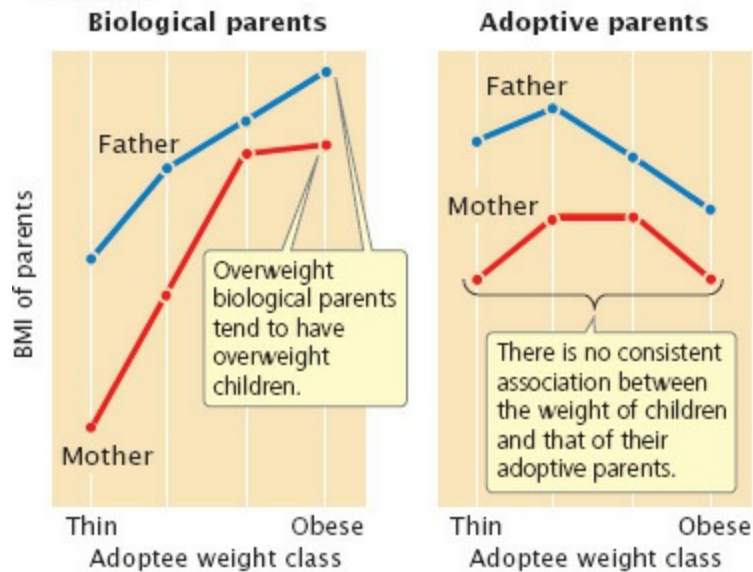 Biological parents
Father
BMI of parents
Overweight
biological parents
tend to have
overweight
children.
Mother
Thin
Obese
Adoptee weight class
Adoptive parents
Father
Mother
There is no consistent
association between
the weight of children
and that of their
adoptive parents.
Thin
Obese
Adoptee weight class